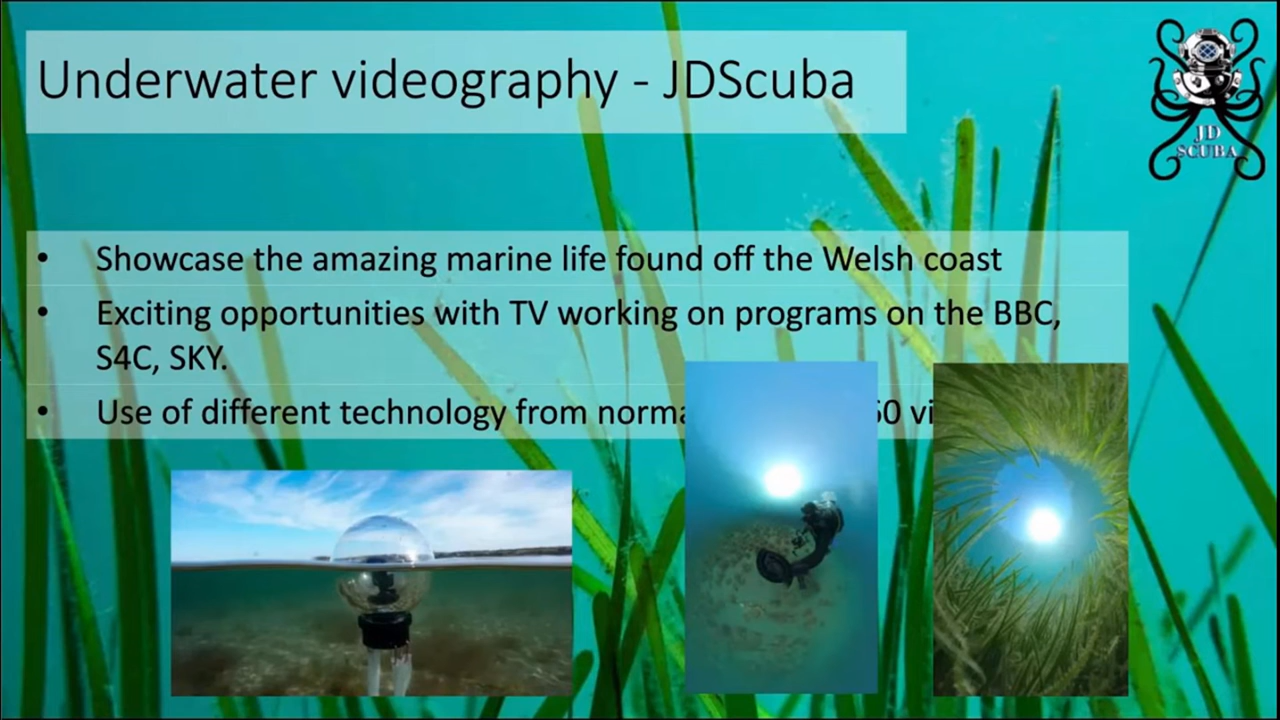 Underwater videography - JDScuba
JD
SCUBA
• Showcase the amazing marine life found off the Welsh coast
• Exciting opportunities with TV working on programs on the BBC,
S4C, SKY.
• Use of different technology from